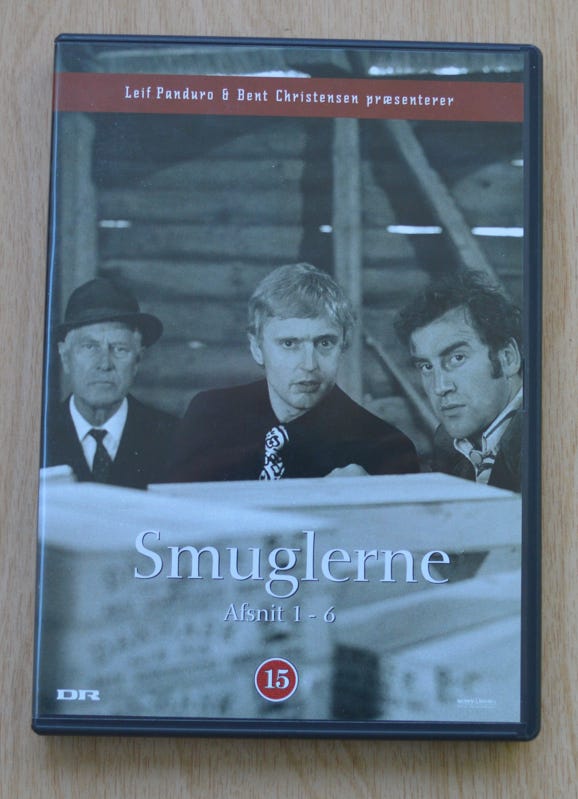 Leif Panduro & Bent Christensen præsenterer
Smuglerne
Afsnit 1 - 6
15
DR